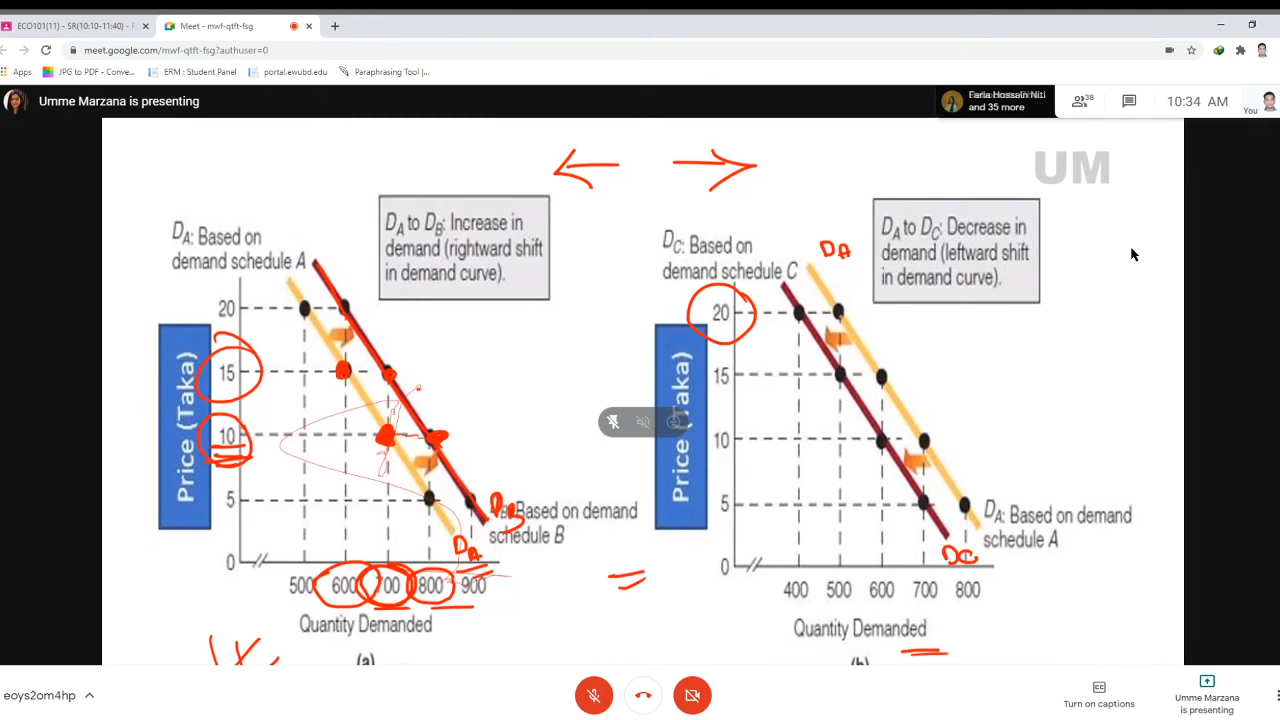 ECO101(11) - SR(10:10-11:40) -
Meet - mwf-qtft-fsg
meet.google.com/mwf-qtft-fsg?authuser=0
Apps
JPG to PDF - Conve...
ERM : Student Panel
portal.ewubd.edu
Paraphrasing Tool |...
Umme Marzana is presenting
Hossain
and 35 more
38
10:34 AM
You
UM
DA: Based on
demand schedule A
DA to DB: Increase in
demand (rightward shift
in demand curve).
Price (Taka)
20
15
10
5
0
500 600 700 800 900
Quantity Demanded
(a)
DB
Based on demand
schedule B
DA
DC: Based on
demand schedule C
DA
DA to DC: Decrease in
demand (leftward shift
in demand curve).
Price (Taka)
20
15
10
5
0
400 500 600 700 800
Quantity Demanded
(b)
DA: Based on demand
schedule A
DC
eoys2om4hp
Turn on captions
Umme Marzana
is presenting